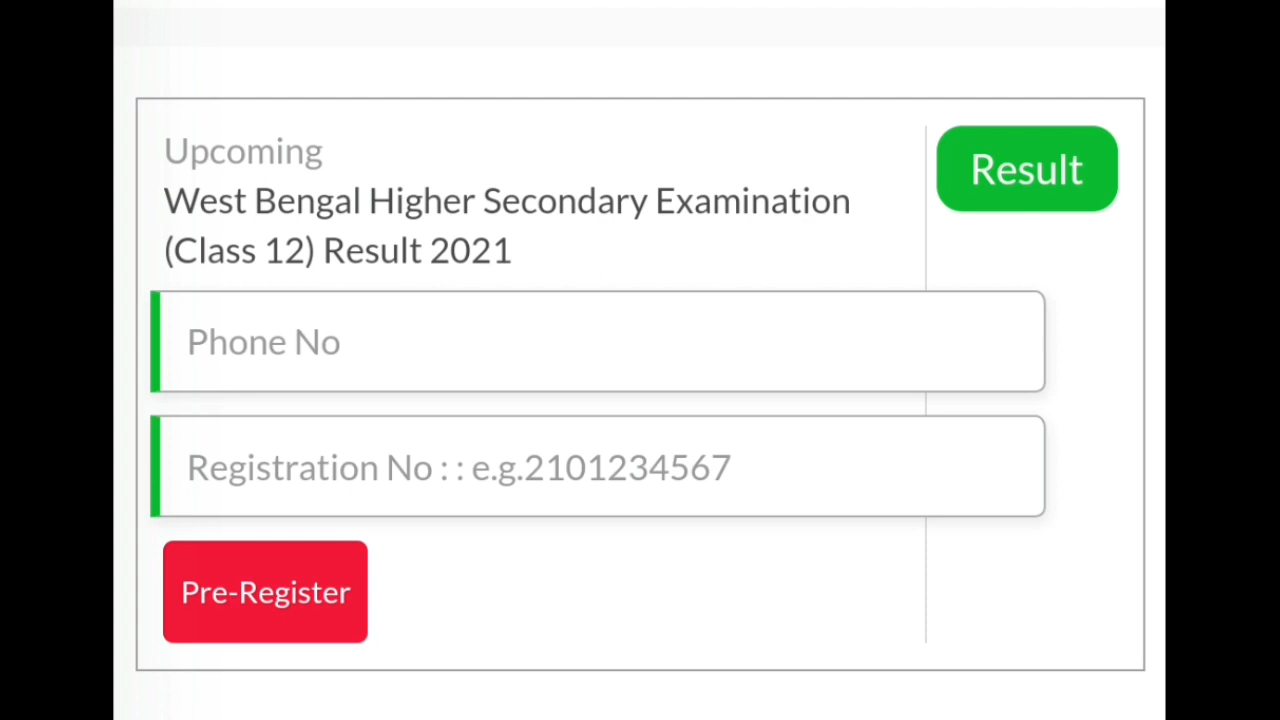 Upcoming
West Bengal Higher Secondary Examination
(Class 12) Result 2021
Result
Phone No
Registration No : : e.g.2101234567
Pre-Register